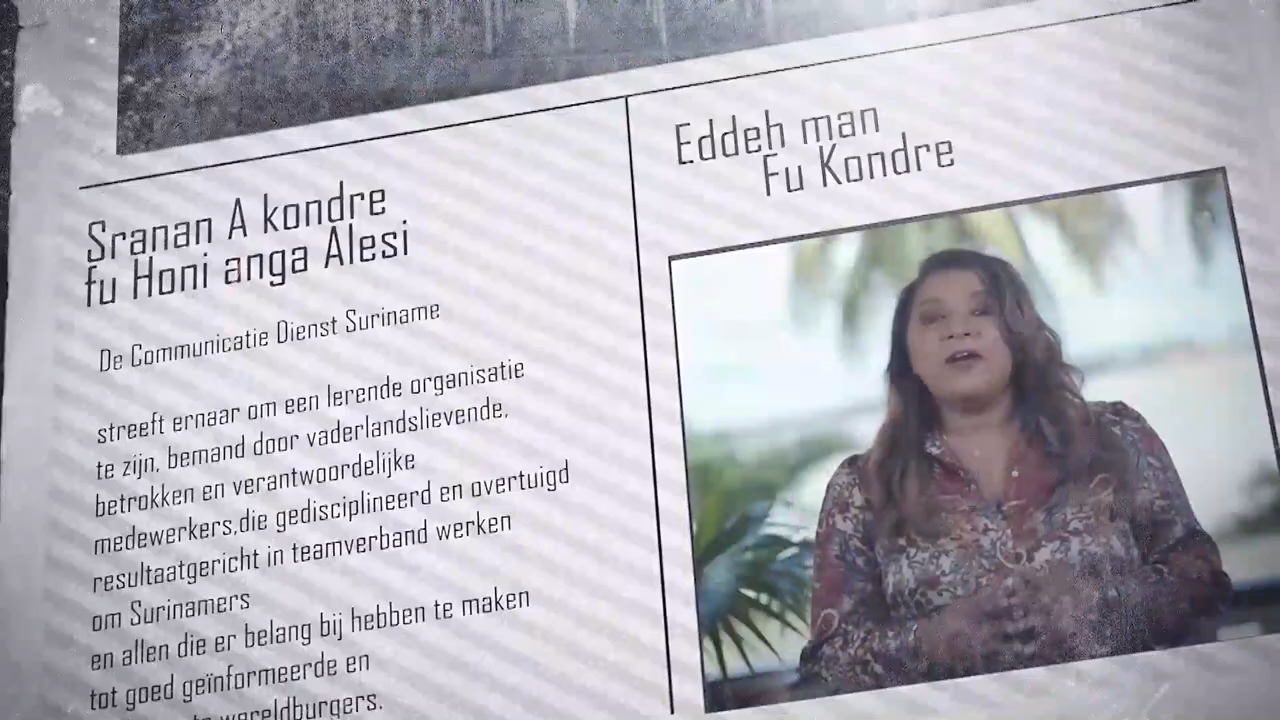 Sranan A kondre
fu Honi anga Alesi
De Communicatie Dienst Suriname
streeft ernaar om een lerende organisatie
te zijn, bemand door vaderlandslievende,
betrokken en verantwoordelijke
medewerkers,die gedisciplineerd en overtuigd
resultaatgericht in teamverband werken
om Surinamers
en allen die er belang bij hebben te maken
tot goed geïnformeerde en
wereldburgers.
Eddeh man
Fu Kondre